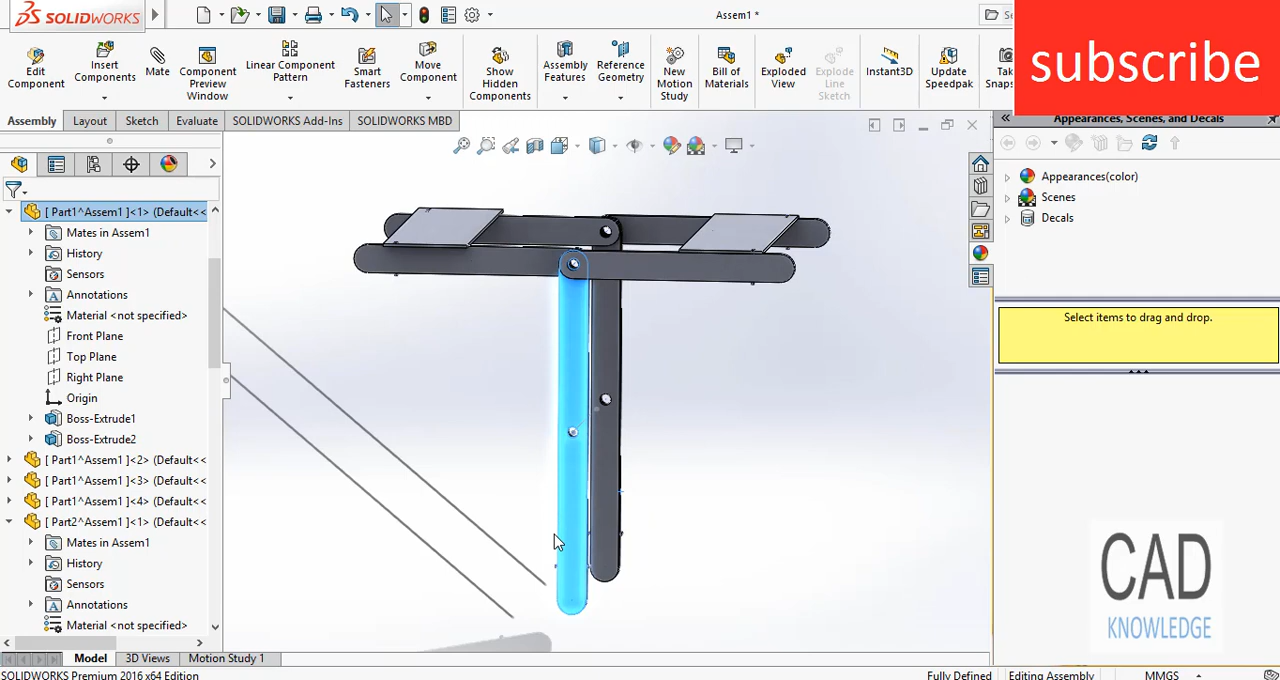 SOLIDWORKS
Assem1 *
subscribe
Edit Component
Insert Components
Mate
Component Preview Window
Linear Component Pattern
Smart Fasteners
Move Component
Show Hidden Components
Assembly Features
Reference Geometry
New Motion Study
Bill of Materials
Exploded View
Explode Line Sketch
Instant3D
Update Speedpak
Assembly
Layout
Sketch
Evaluate
SOLIDWORKS Add-Ins
SOLIDWORKS MBD
Appearances, Scenes, and Decals
Appearances(color)
Scenes
Decals
Select items to drag and drop.
[ Part1^Assem1 ]<1> (Default<<
Mates in Assem1
History
Sensors
Annotations
Material <not specified>
Front Plane
Top Plane
Right Plane
Origin
Boss-Extrude1
Boss-Extrude2
[ Part1^Assem1 ]<2> (Default<<
[ Part1^Assem1 ]<3> (Default<<
[ Part1^Assem1 ]<4> (Default<<
[ Part2^Assem1 ]<1> (Default<<
Mates in Assem1
History
Sensors
Annotations
Material <not specified>
CAD
KNOWLEDGE
Model
3D Views
Motion Study 1
SOLIDWORKS Premium 2016 x64 Edition
Fully Defined
Editing Assembly
MMGS